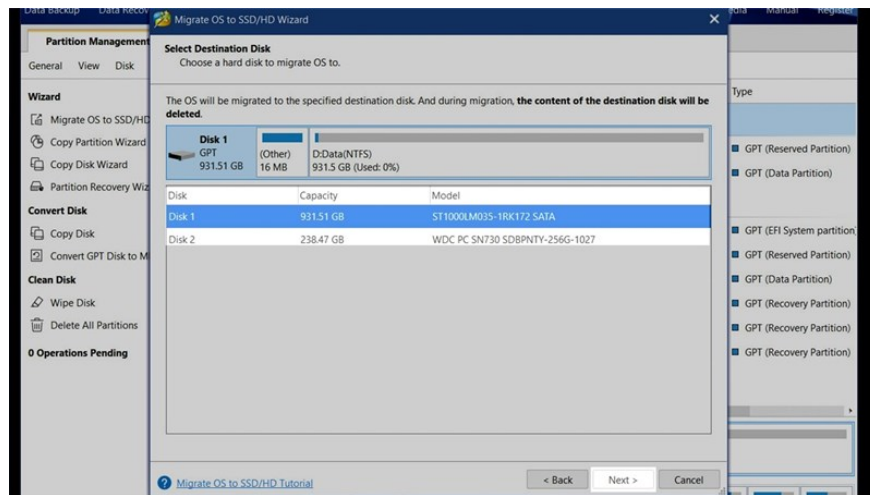 Data Backup Data Recov
Migrate OS to SSD/HD Wizard
Manual Register
Partition Management
General View Disk
Select Destination Disk
Choose a hard disk to migrate OS to.
Wizard
Migrate OS to SSD/HD
Copy Partition Wizard
Copy Disk Wizard
Partition Recovery Wiz
Convert Disk
Copy Disk
Convert GPT Disk to M
Clean Disk
Wipe Disk
Delete All Partitions
0 Operations Pending
The OS will be migrated to the specified destination disk. And during migration, the content of the destination disk will be
deleted.
Disk 1
GPT
931.51 GB
(Other)
16 MB
D:Data(NTFS)
931.5 GB (Used: 0%)
Disk Capacity Model
Disk 1 931.51 GB ST1000LM035-1RK172 SATA
Disk 2 238.47 GB WDC PC SN730 SDBPNTY-256G-1027
Type
GPT (Reserved Partition)
GPT (Data Partition)
GPT (EFI System partition)
GPT (Reserved Partition)
GPT (Data Partition)
GPT (Recovery Partition)
GPT (Recovery Partition)
GPT (Recovery Partition)
Migrate OS to SSD/HD Tutorial
< Back Next > Cancel